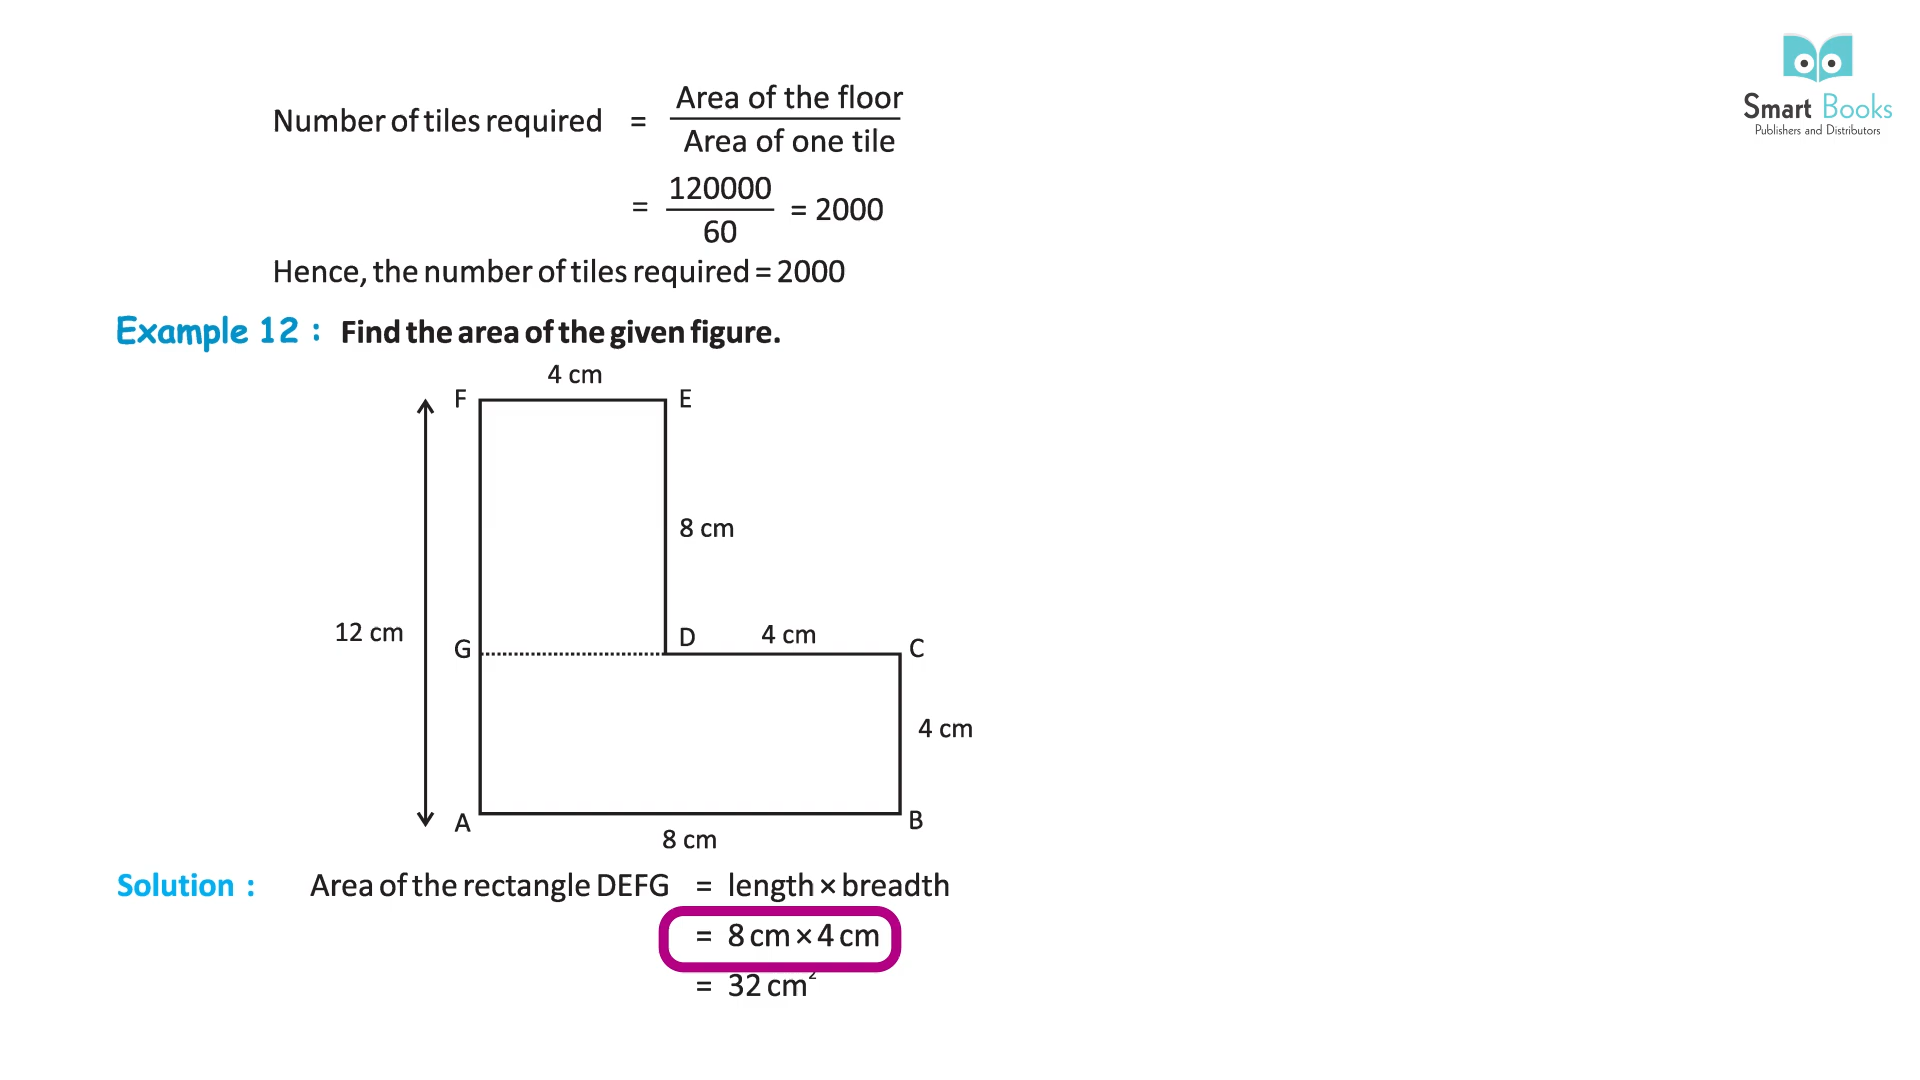 Smart Books
Publishers and Distributors
Number of tiles required = Area of the floor / Area of one tile
= 120000 / 60 = 2000
Hence, the number of tiles required = 2000
Example 12 : Find the area of the given figure.
4 cm
F E
8 cm
12 cm
G D 4 cm C
4 cm
A B
8 cm
Solution : Area of the rectangle DEFG = length × breadth
= 8 cm × 4 cm
= 32 cm²